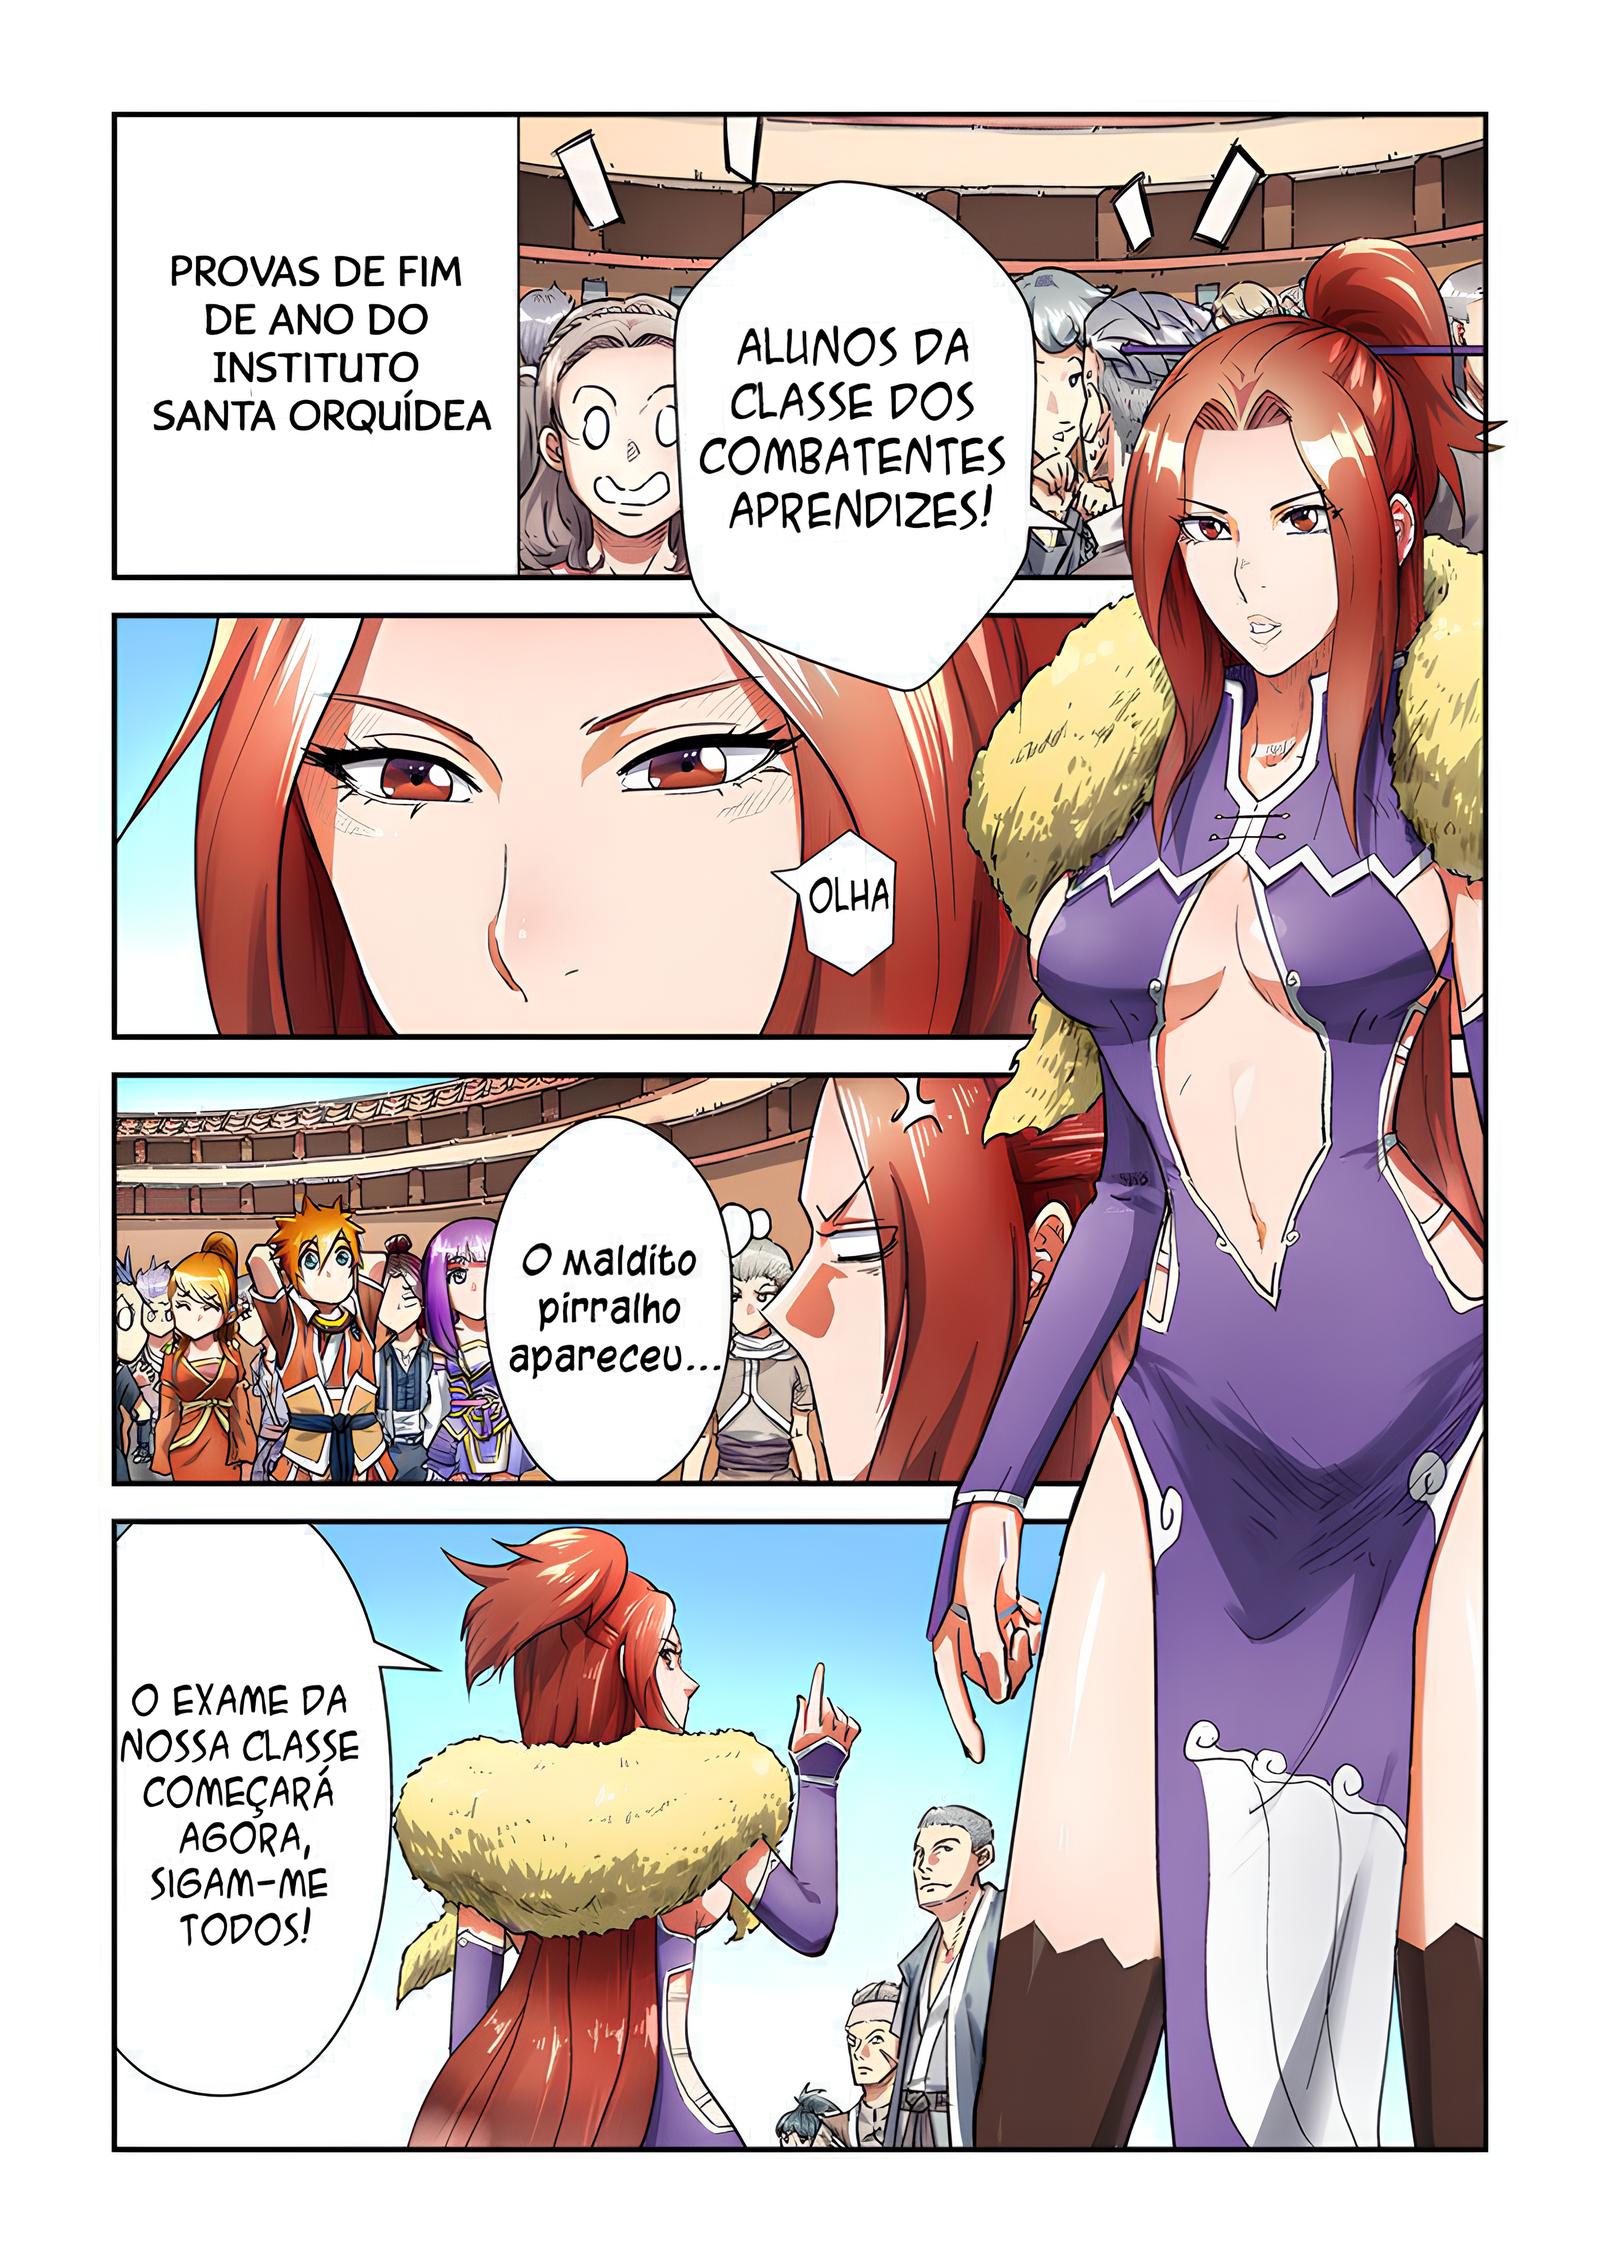 PROVAS DE FIM
DE ANO DO
INSTITUTO
SANTA ORQUÍDEA
ALUNOS DA
CLASSE DOS
COMBATENTES
APRENDIZES!
OLHA
O MALDITO
PIRRALHO
APARECEU...
O EXAME DA
NOSSA CLASSE
COMEÇARÁ
AGORA,
SIGAM-ME
TODOS!